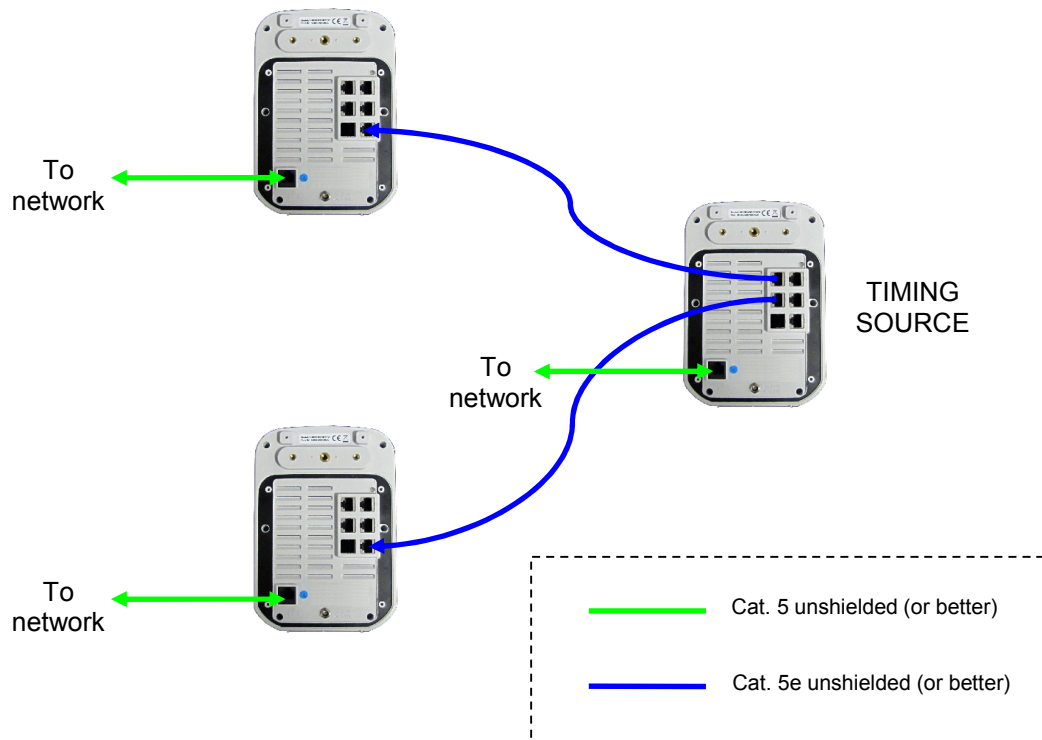 To
network
TIMING
SOURCE
To
network
To
network
Cat. 5 unshielded (or better)
Cat. 5e unshielded (or better)